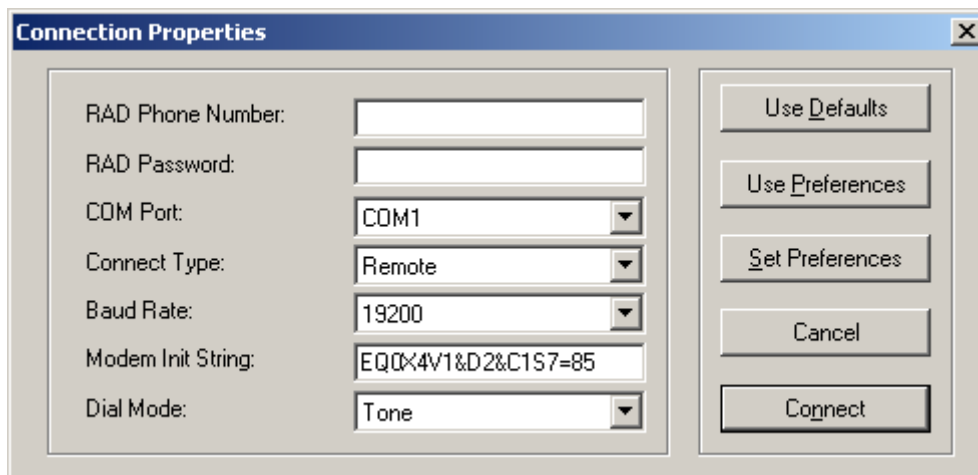 Connection Properties
RAD Phone Number:
RAD Password:
COM Port: COM1
Connect Type: Remote
Baud Rate: 19200
Modem Init String: EQ0X4V1&D2&C1S7=85
Dial Mode: Tone
Use Defaults
Use Preferences
Set Preferences
Cancel
Connect